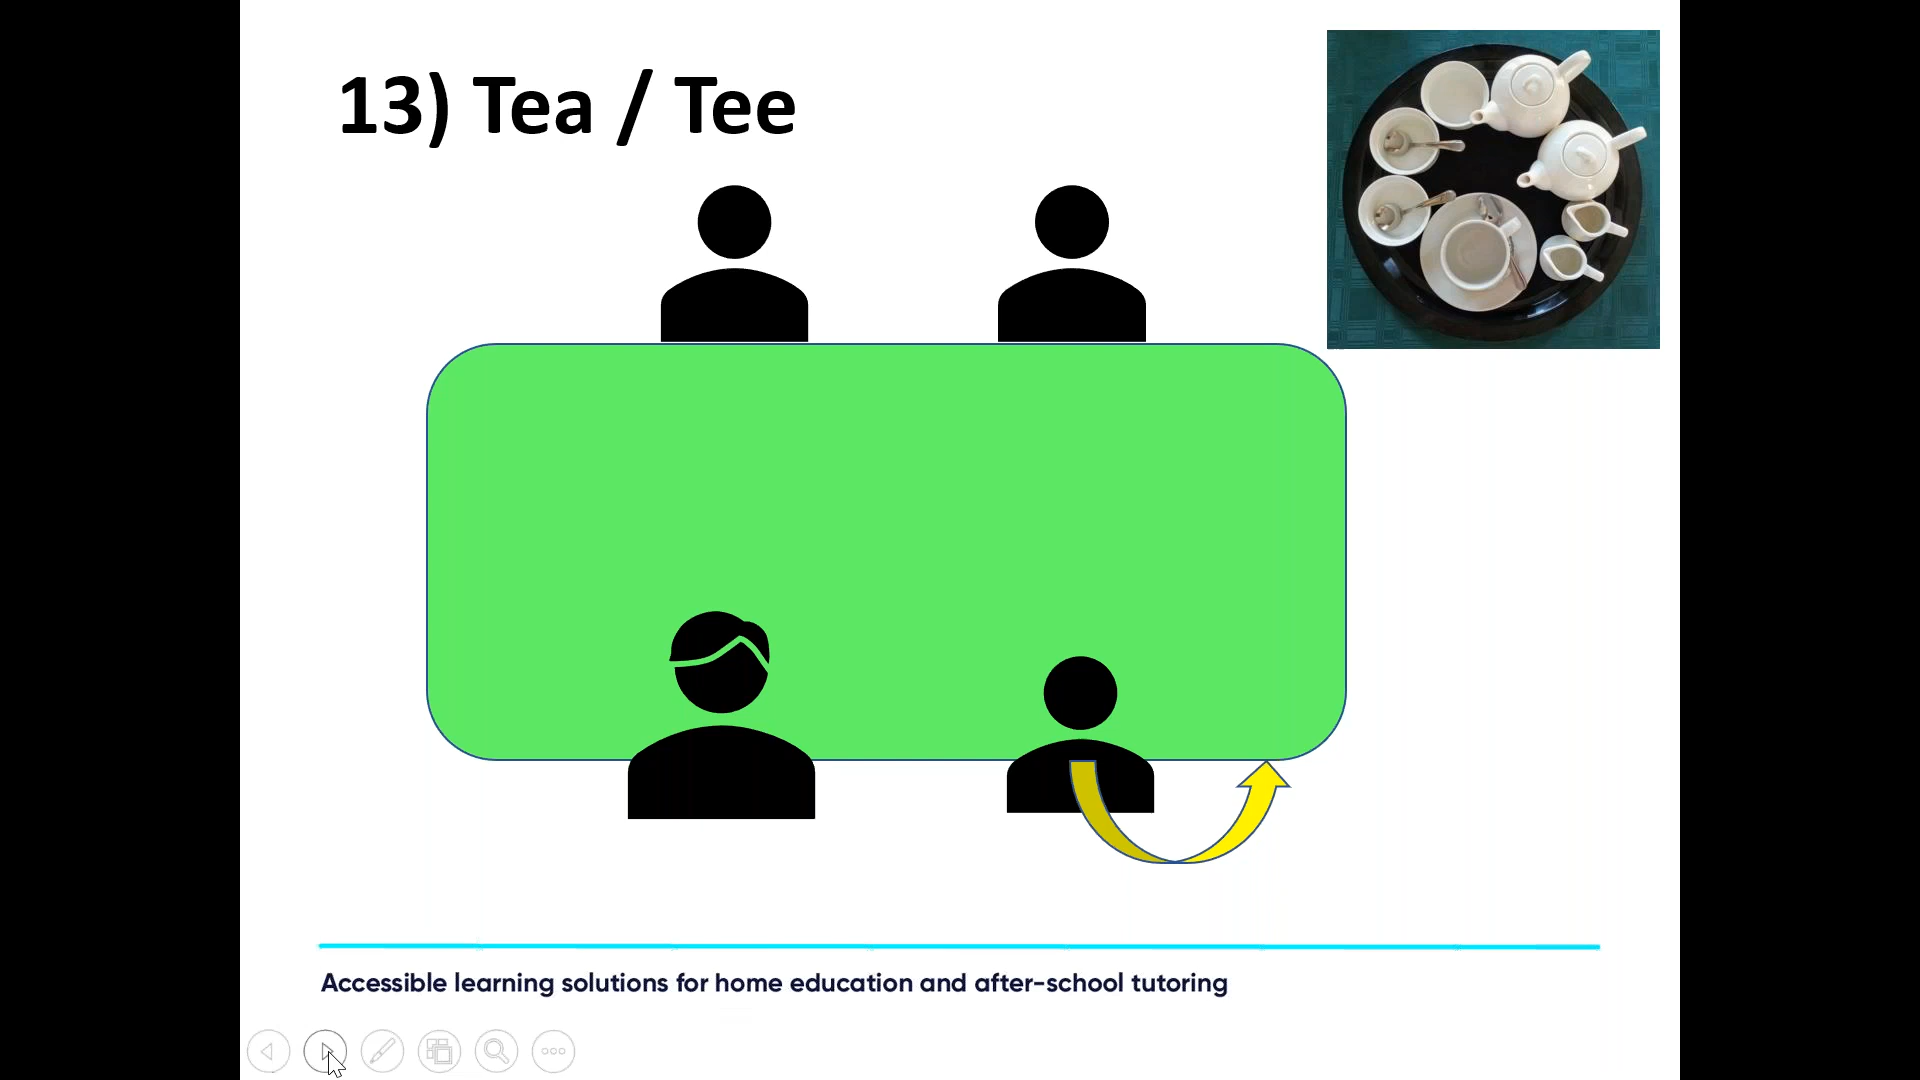 13) Tea / Tee
Accessible learning solutions for home education and after-school tutoring